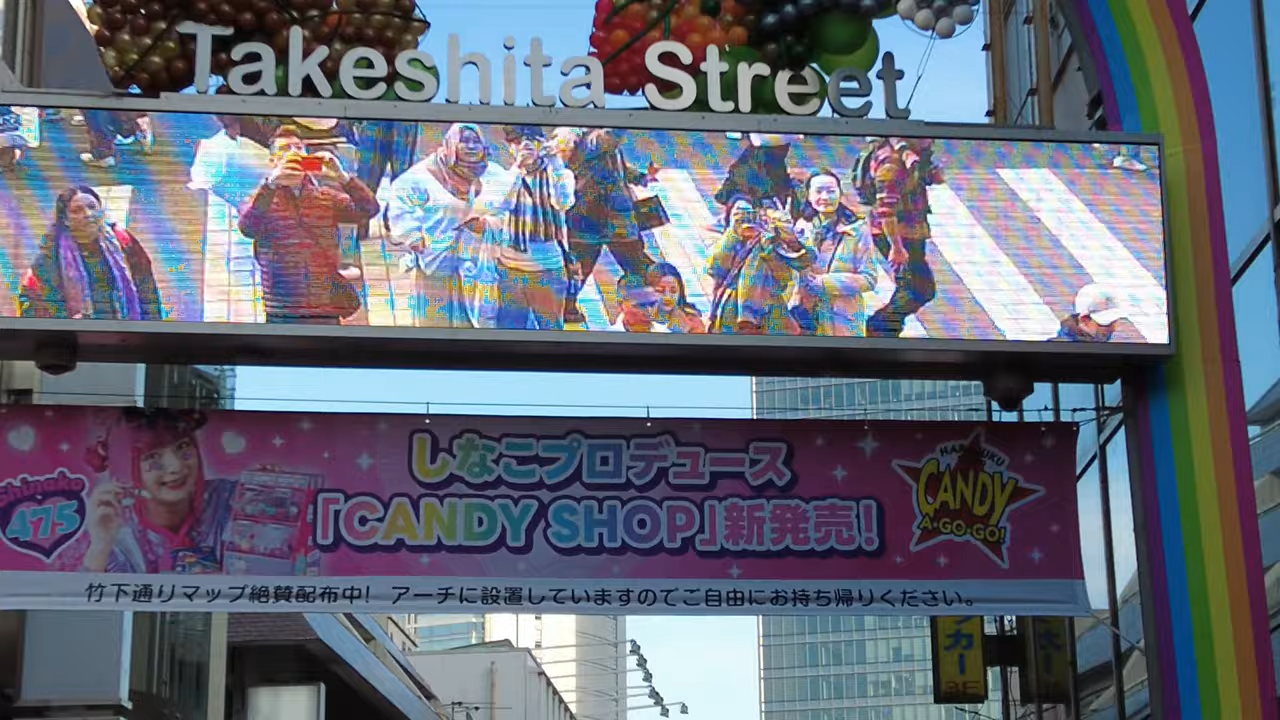 Takeshita Street
しなこプロデュース
「CANDY SHOP」新発売！
Shinako
475
HARAJUKU
CANDY
A·GO·GO!
竹下通りマップ絶賛配布中！ アーチに設置していますのでご自由にお持ち帰りください。
カー